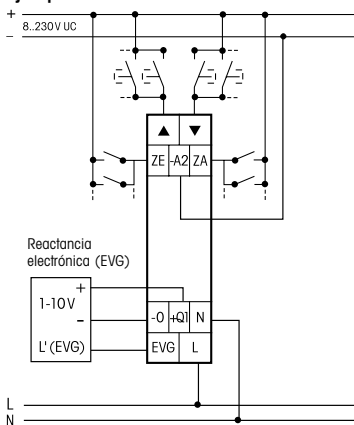 +
8..230V UC
−
▲ ▼
ZE -A2 ZA
Reactancia
electrónica (EVG)
+
1-10V
−
L' (EVG)
-0 +Q1 N
EVG L
L
N